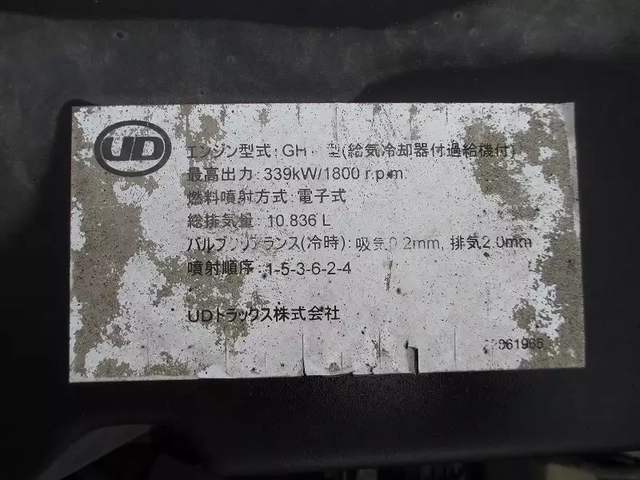 UD
エンジン型式:GH 型(給気冷却器付過給機付)
最高出力:339kW/1800 r.p.m.
燃料噴射方式:電子式
総排気量:10.836 L
バルブクリアランス(冷時):吸気0.2mm, 排気2.0mm
噴射順序:1-5-3-6-2-4
UDトラックス株式会社